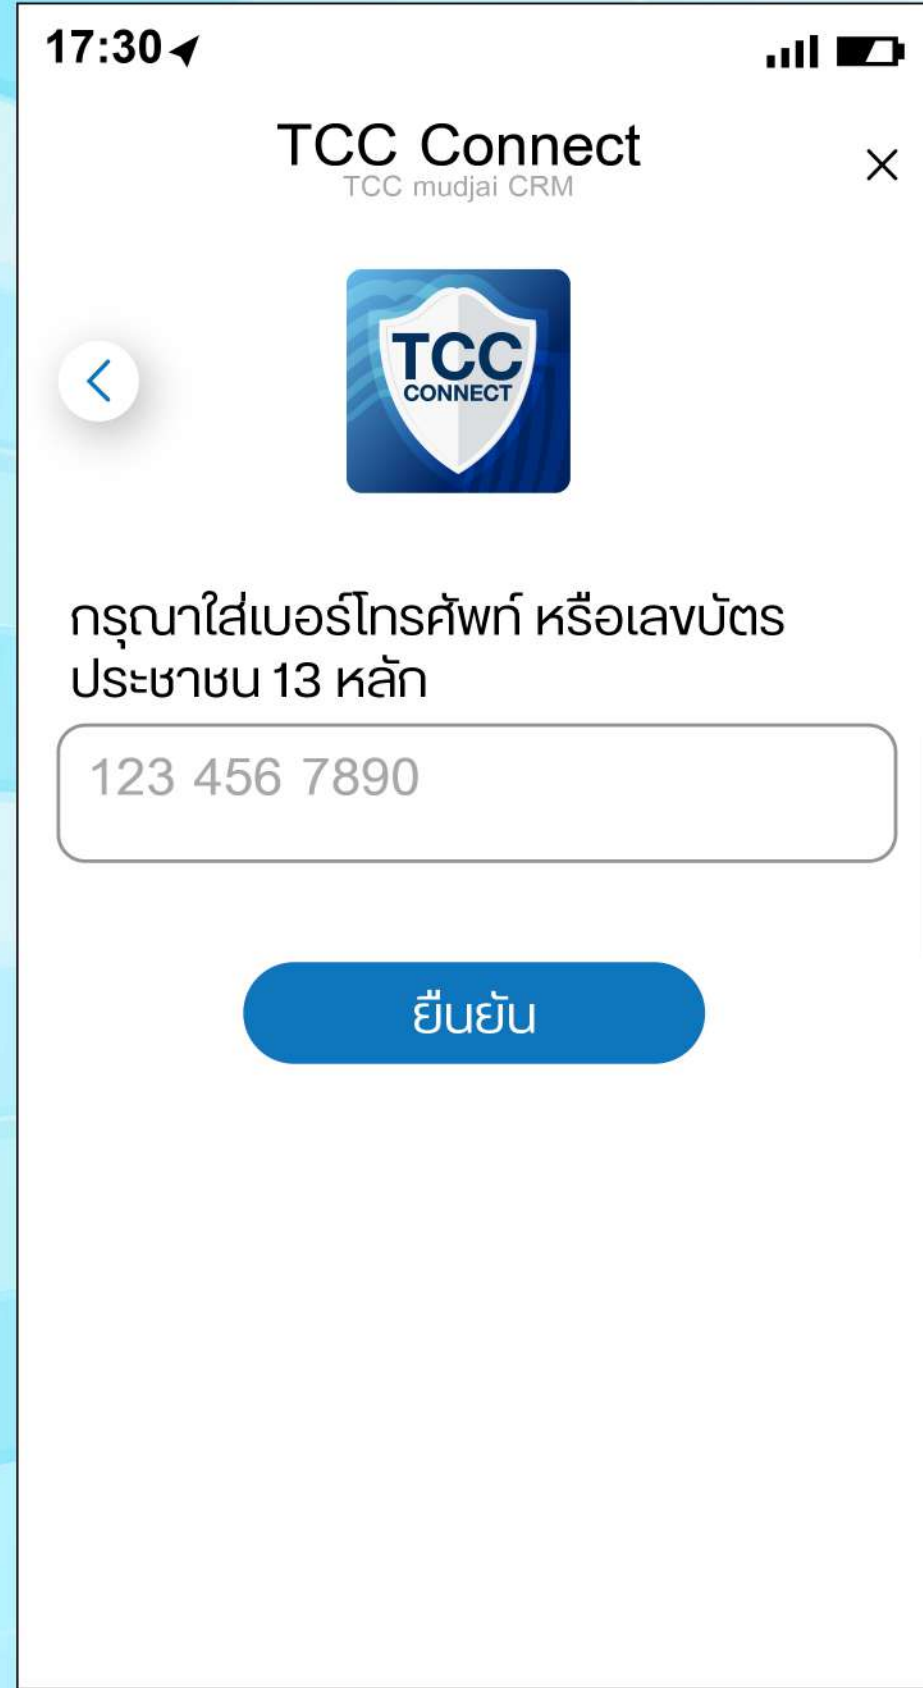 17:30
TCC Connect
TCC mudjai CRM
TCC
CONNECT
กรุณาใส่เบอร์โทรศัพท์ หรือเลขบัตร
ประชาชน 13 หลัก
123 456 7890
ยืนยัน